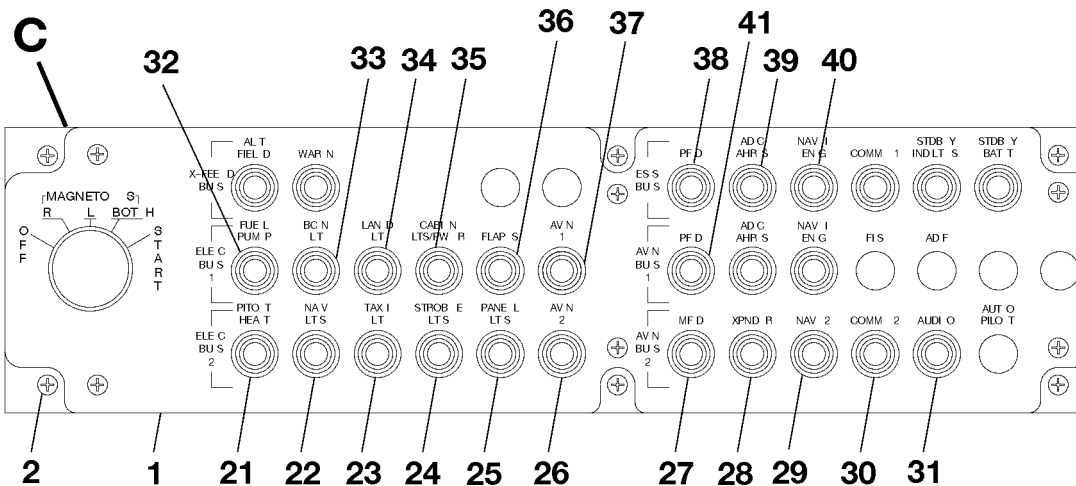 C
32
33
34
35
36
37
38
41
39
40
ALT
FIELD
WARN
X-FEED
BUS
MAGNETOS
R
L
BOTH
OFF
START
FUEL
PUMP
BCN
LT
LAND
LT
CABIN
LTS/PWR
FLAPS
AVN
1
ELEC
BUS
1
PITOT
HEAT
NAV
LTS
TAXI
LT
STROBE
LTS
PANEL
LTS
AVN
2
ELEC
BUS
2
PFD
ADC
AHRS
NAV I
ENG
COMM 1
STDBY
INDLTS
STDBY
BATT
ESS
BUS
PFD
ADC
AHRS
NAV I
ENG
FIS
ADF
AVN
BUS
1
MFD
XPNDR
NAV 2
COMM 2
AUDIO
AUTO
PILOT
AVN
BUS
2
2
1
21
22
23
24
25
26
27
28
29
30
31